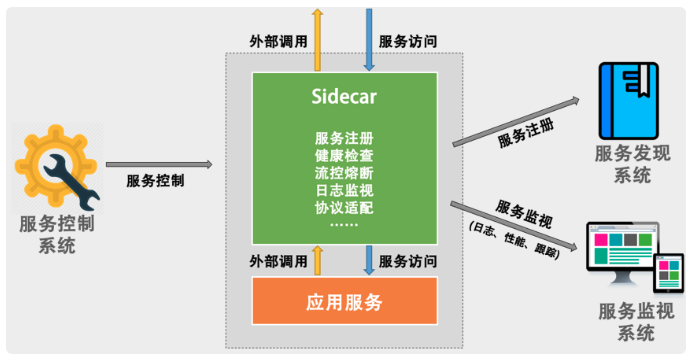 外部调用
服务访问
Sidecar
服务注册
健康检查
流控熔断
日志监视
协议适配
……
服务控制
服务控制
系统
服务注册
服务发现
系统
服务监视
(日志、性能、跟踪)
服务监视
系统
外部调用
服务访问
应用服务